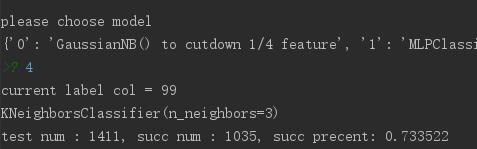 please choose model
{'0': 'GaussianNB() to cutdown 1/4 feature', '1': 'MLPClassi
>? 4
current label col = 99
KNeighborsClassifier(n_neighbors=3)
test num : 1411, succ num : 1035, succ precent: 0.733522